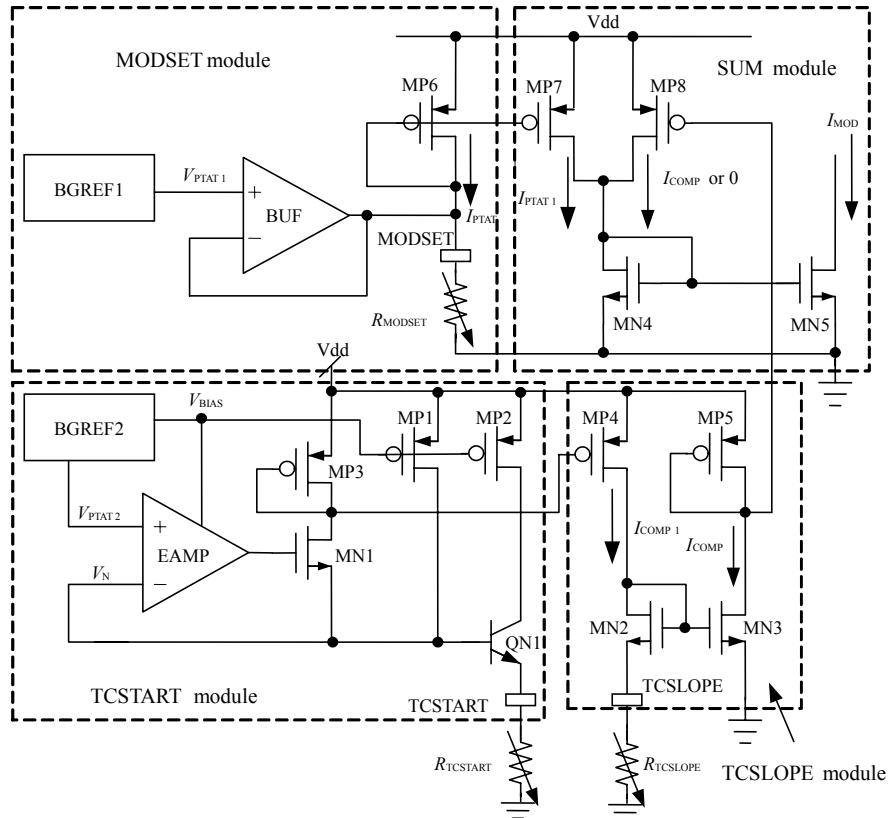 MODSET module
Vdd
SUM module
MP6
MP7
MP8
BGREF1
VPTAT 1
+
BUF
−
IPTAT
MODSET
RMODSET
IPTAT 1
ICOMP or 0
IMOD
MN4
MN5
Vdd
BGREF2
VBIAS
MP1
MP2
MP3
MP4
MP5
VPTAT 2
+
EAMP
−
VN
MN1
ICOMP 1
ICOMP
QN1
MN2
MN3
TCSTART module
TCSTART
TCSLOPE
RTCSTART
RTCSLOPE
TCSLOPE module